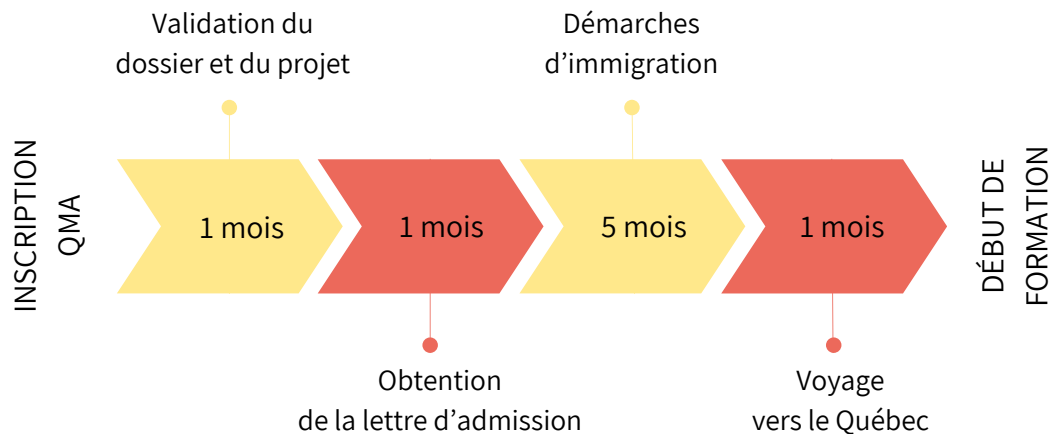 Validation du
dossier et du projet
Démarches
d’immigration
INSCRIPTION
QMA
1 mois
1 mois
5 mois
1 mois
DÉBUT DE
FORMATION
Obtention
de la lettre d’admission
Voyage
vers le Québec